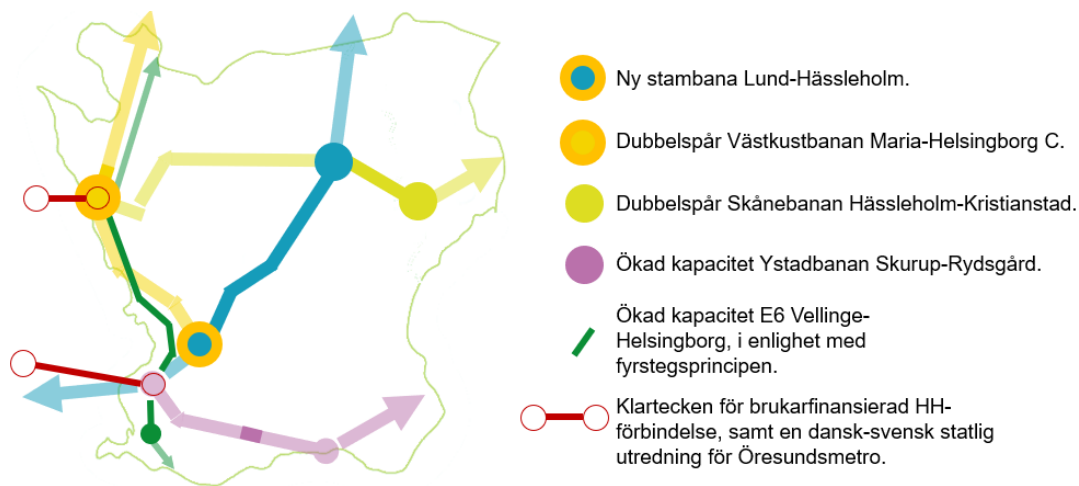 Ny stambana Lund-Hässleholm.
Dubbelspår Västkustbanan Maria-Helsingborg C.
Dubbelspår Skånebanan Hässleholm-Kristianstad.
Ökad kapacitet Ystadbanan Skurup-Rydsgård.
Ökad kapacitet E6 Vellinge-
Helsingborg, i enlighet med
fyrstegsprincipen.
Klartecken för brukarfinansierad HH-
förbindelse, samt en dansk-svensk statlig
utredning för Öresundsmetro.